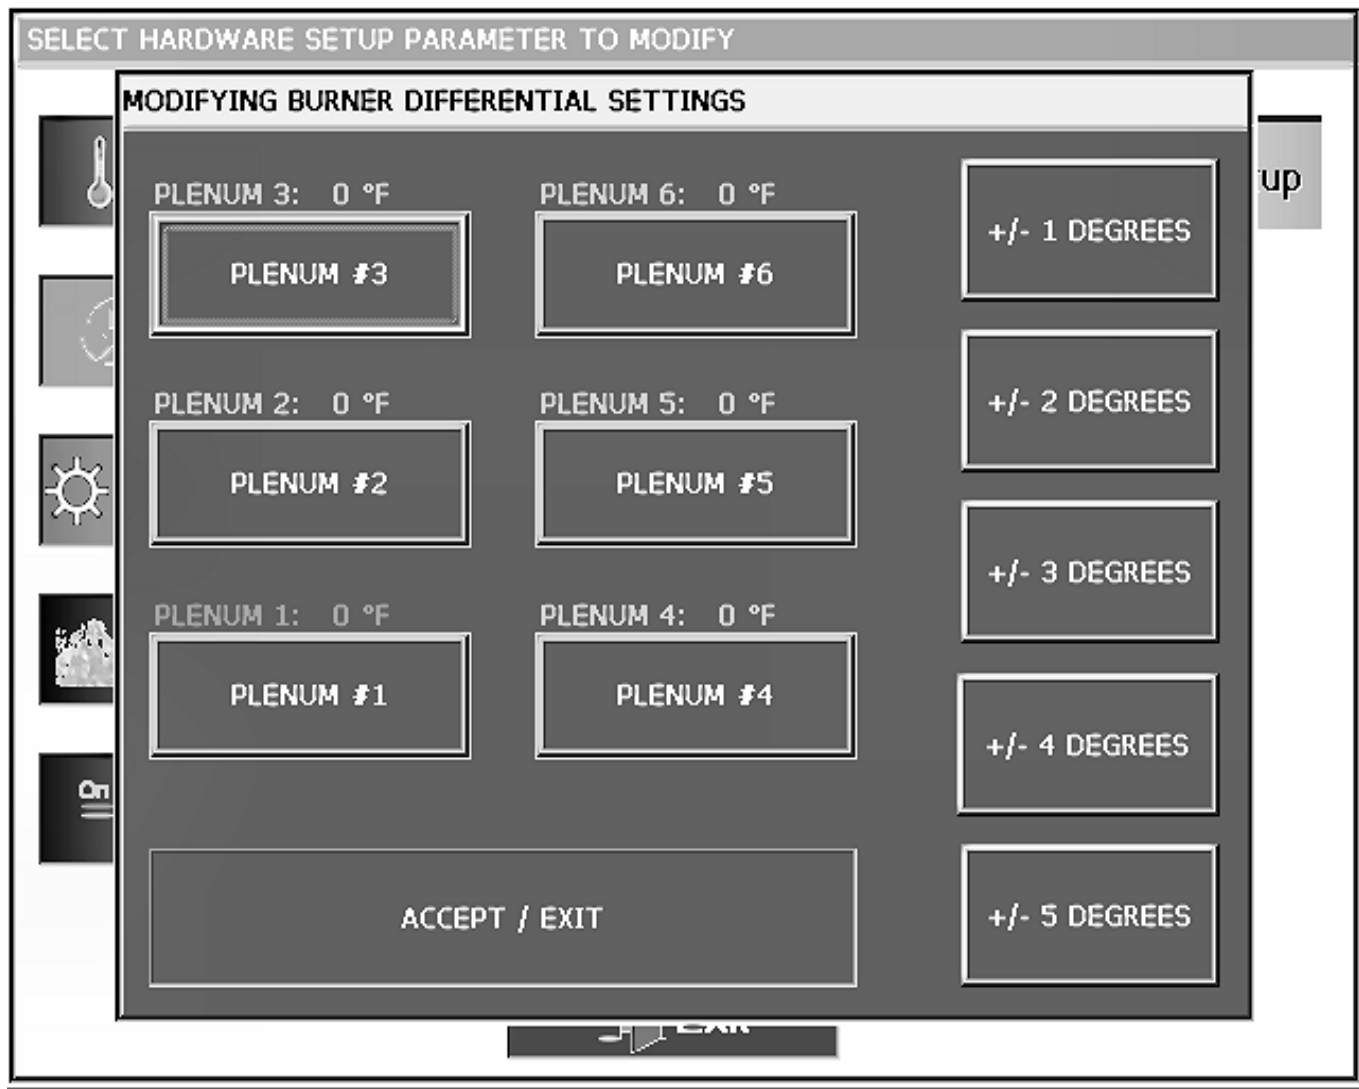 SELECT HARDWARE SETUP PARAMETER TO MODIFY
MODIFYING BURNER DIFFERENTIAL SETTINGS
PLENUM 3: 0 °F
PLENUM #3
PLENUM 6: 0 °F
PLENUM #6
PLENUM 2: 0 °F
PLENUM #2
PLENUM 5: 0 °F
PLENUM #5
PLENUM 1: 0 °F
PLENUM #1
PLENUM 4: 0 °F
PLENUM #4
ACCEPT / EXIT
+/- 1 DEGREES
+/- 2 DEGREES
+/- 3 DEGREES
+/- 4 DEGREES
+/- 5 DEGREES
up
On